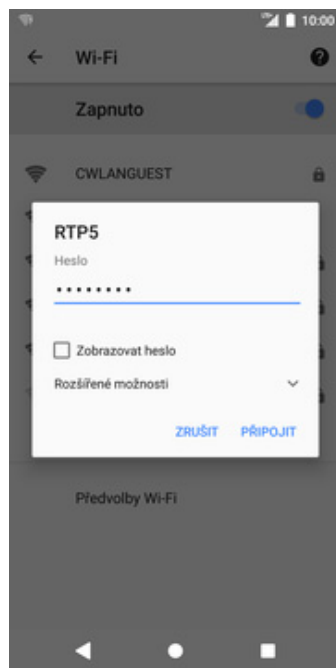 10:00
Wi-Fi
Zapnuto
CWLANGUEST
RTP5
Heslo
••••••••
Zobrazovat heslo
Rozšířené možnosti
ZRUŠIT PŘIPOJIT
Předvolby Wi-Fi